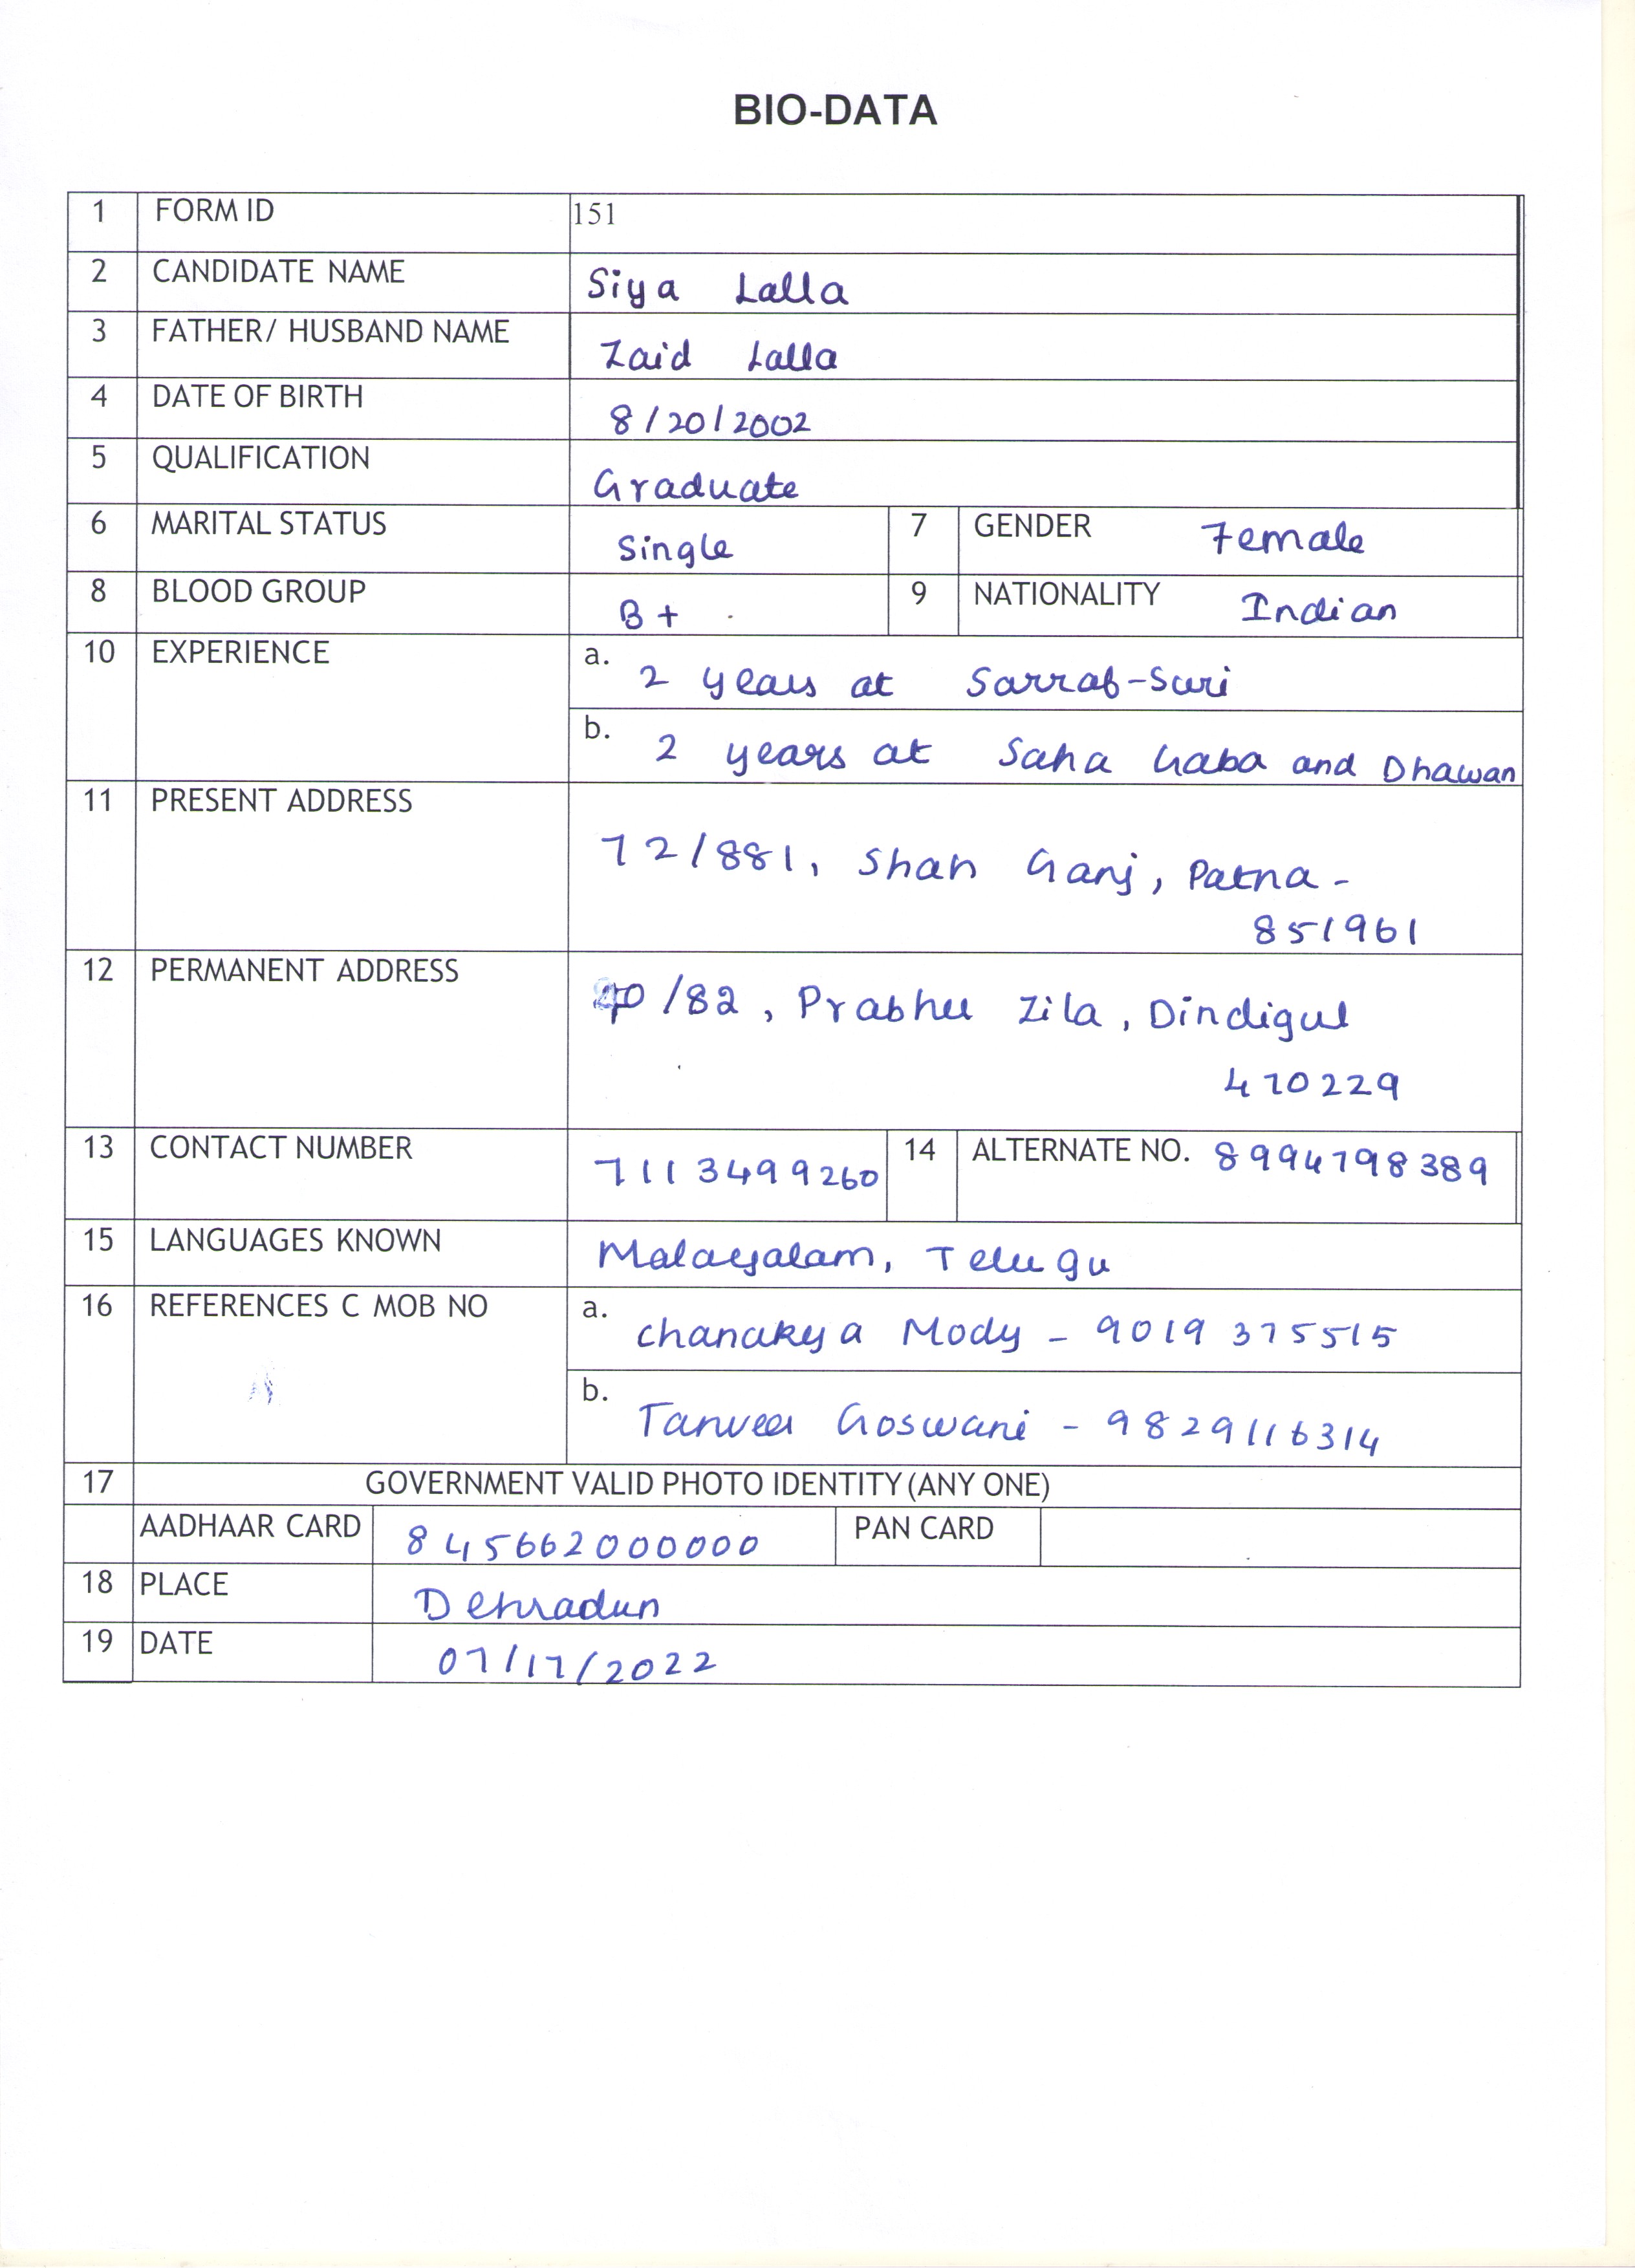 BIO-DATA
1 FORM ID 151
2 CANDIDATE NAME Siya Lalla
3 FATHER/ HUSBAND NAME Zaid Lalla
4 DATE OF BIRTH 8/20/2002
5 QUALIFICATION Graduate
6 MARITAL STATUS Single 7 GENDER Female
8 BLOOD GROUP B+ 9 NATIONALITY Indian
10 EXPERIENCE a. 2 years at Sarraf-Suri
b. 2 years at Saha Gaba and Dhawan
11 PRESENT ADDRESS
72/881, Shah Ganj, Patna -
851961
12 PERMANENT ADDRESS
/82, Prabhu Zila, Dindigul
470229
13 CONTACT NUMBER 7113499260 14 ALTERNATE NO. 8994798389
15 LANGUAGES KNOWN Malayalam, Telugu
16 REFERENCES C MOB NO a. Chanakya Mody - 9019375515
b. Tanveer Goswami - 9829116314
17 GOVERNMENT VALID PHOTO IDENTITY (ANY ONE)
AADHAAR CARD 845662000000 PAN CARD
18 PLACE Dehradun
19 DATE 07/17/2022